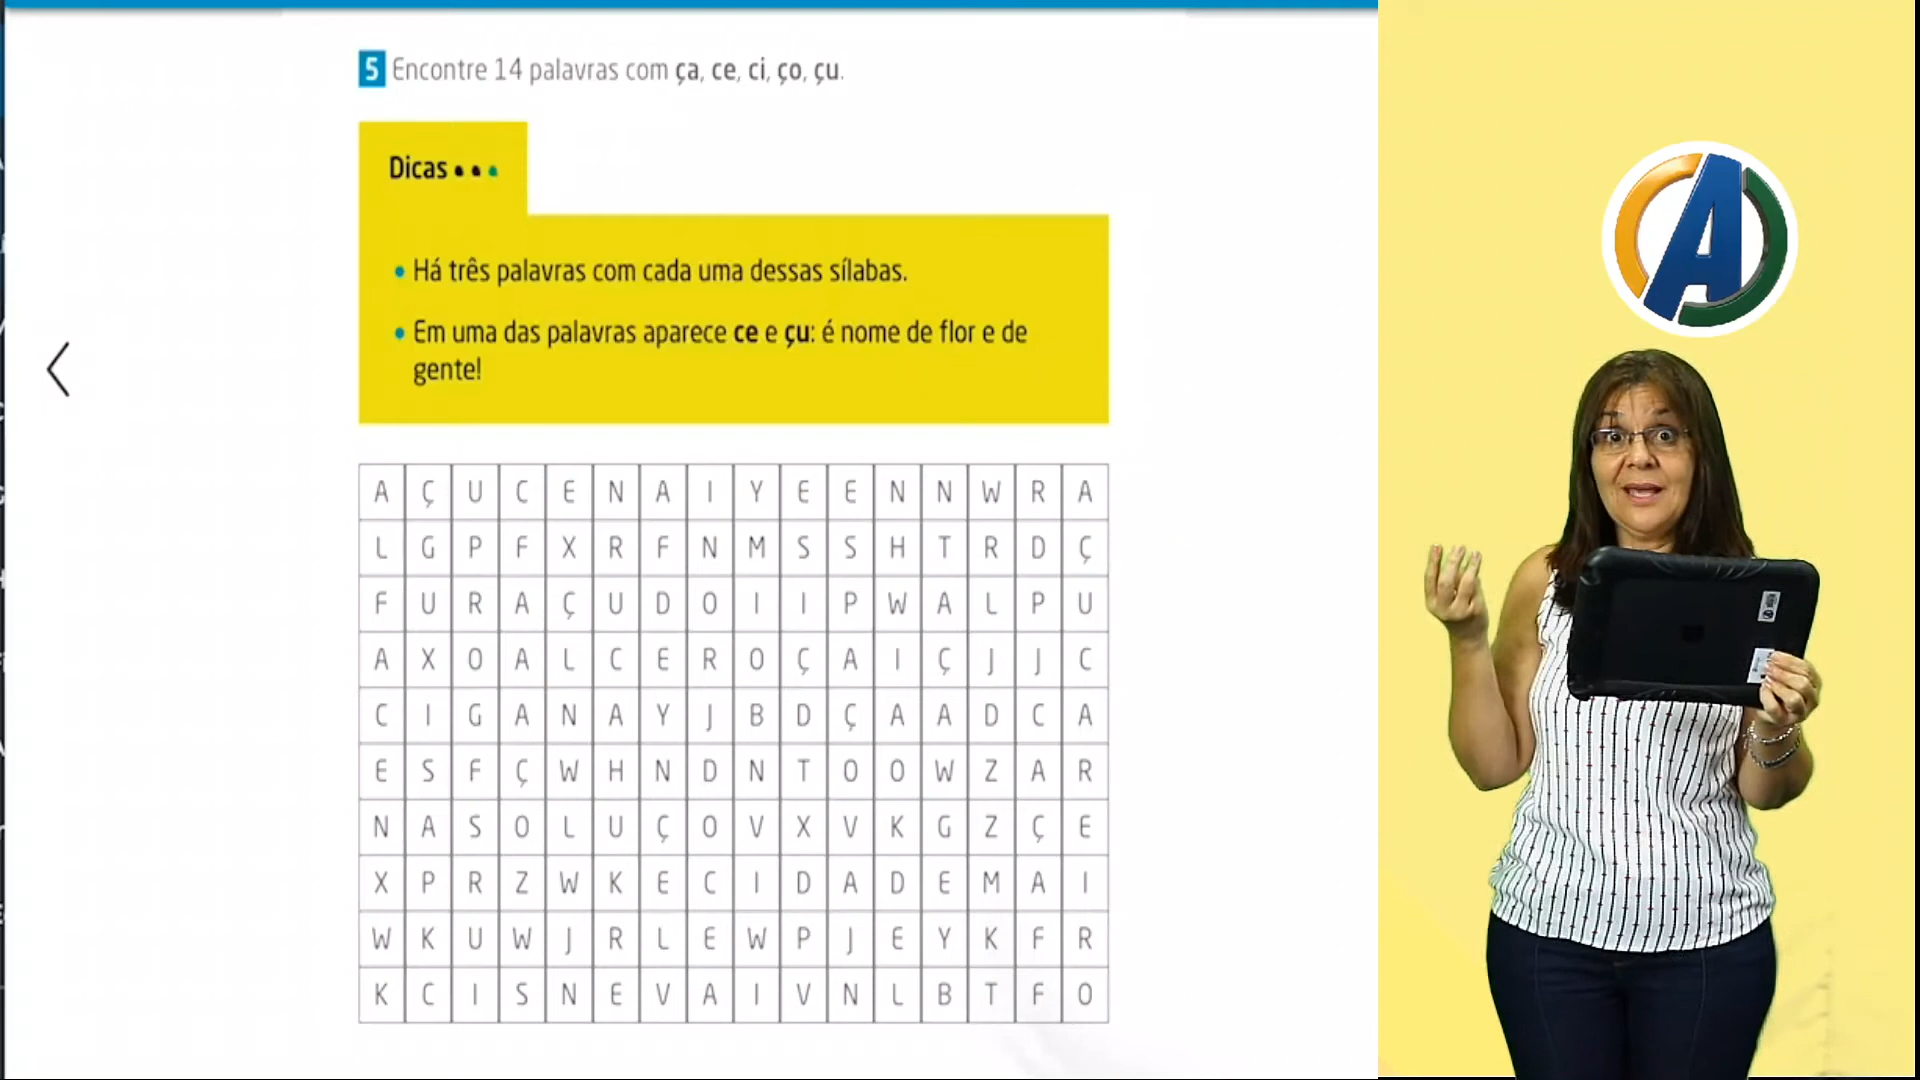 5 Encontre 14 palavras com ça, ce, ci, ço, çu.
Dicas
• Há três palavras com cada uma dessas sílabas.
• Em uma das palavras aparece ce e çu: é nome de flor e de
gente!
A Ç U C E N A I Y E E N N W R A
L G P F X R F N M S S H T R D Ç
F U R A Ç U D O I I P W A L P U
A X O A L C E R O Ç A I Ç J J C
C I G A N A Y J B D Ç A A D C A
E S F Ç W H N D N T O O W Z A R
N A S O L U Ç O V X V K G Z Ç E
X P R Z W K E C I D A D E M A I
W K U W J R L E W P J E Y K F R
K C I S N E V A I V N L B T F O
A